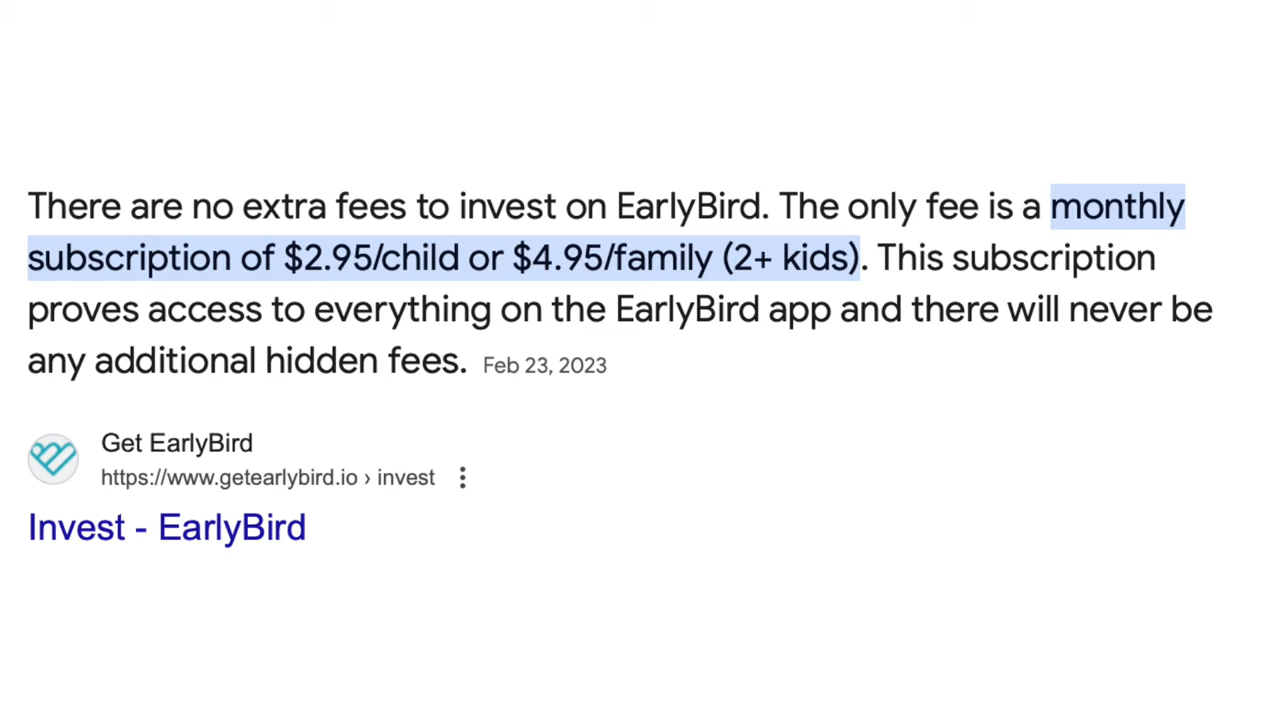 There are no extra fees to invest on EarlyBird. The only fee is a monthly
subscription of $2.95/child or $4.95/family (2+ kids). This subscription
proves access to everything on the EarlyBird app and there will never be
any additional hidden fees. Feb 23, 2023
Get EarlyBird
https://www.getearlybird.io › invest
Invest - EarlyBird